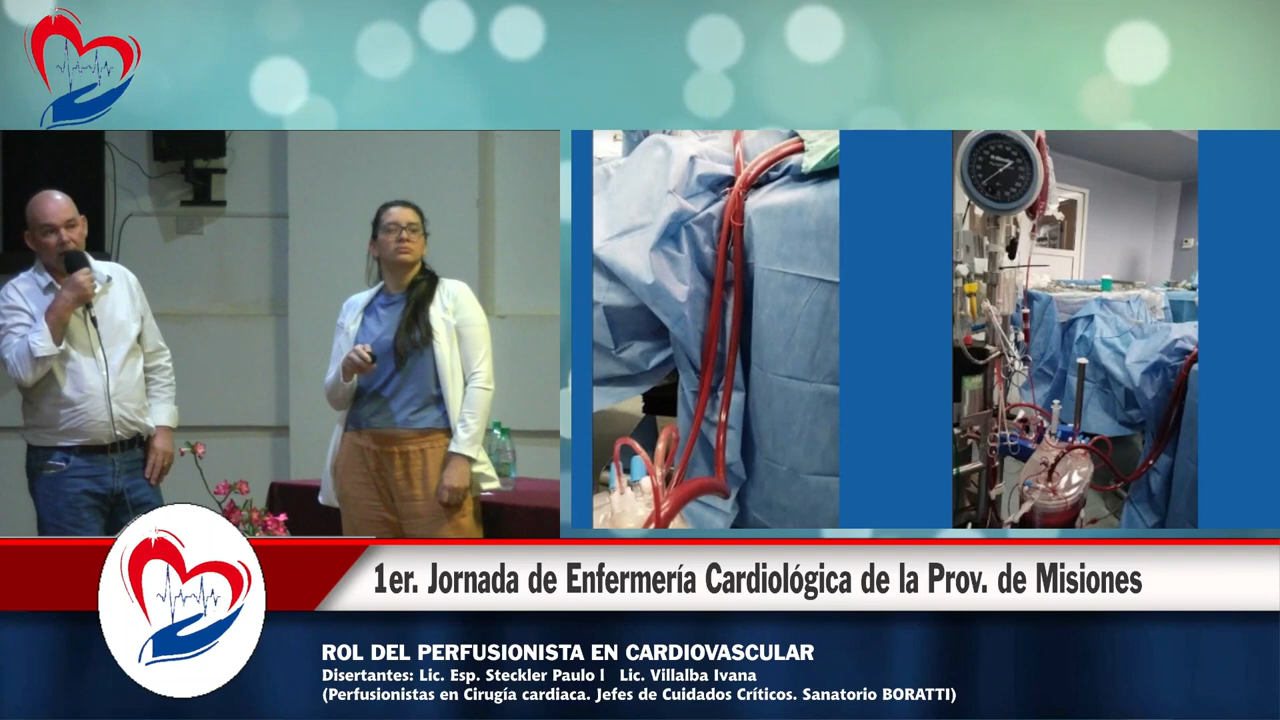 1er. Jornada de Enfermería Cardiológica de la Prov. de Misiones
ROL DEL PERFUSIONISTA EN CARDIOVASCULAR
Disertantes: Lic. Esp. Steckler Paulo l Lic. Villalba Ivana
(Perfusionistas en Cirugía cardiaca. Jefes de Cuidados Críticos. Sanatorio BORATTI)